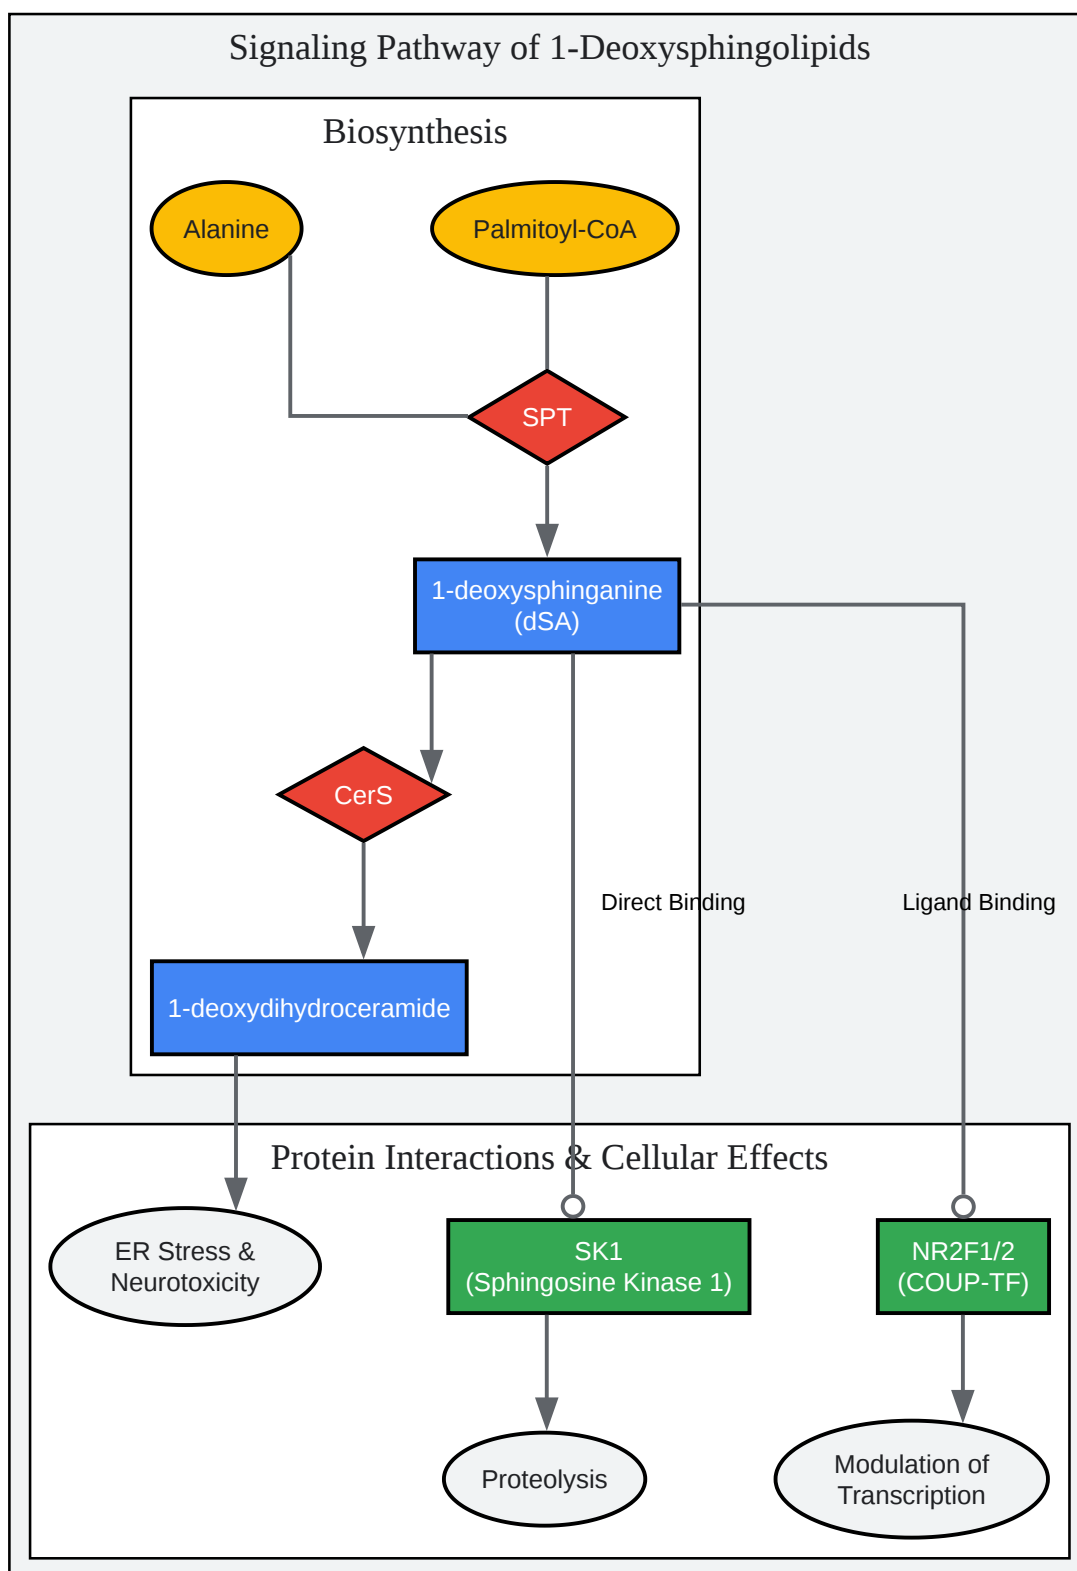 Signaling Pathway of 1-Deoxysphingolipids
Biosynthesis
Alanine
Palmitoyl-CoA
SPT
1-deoxysphinganine
(dSA)
CerS
Direct Binding
Ligand Binding
1-deoxydihydroceramide
Protein Interactions & Cellular Effects
ER Stress &
Neurotoxicity
SK1
(Sphingosine Kinase 1)
NR2F1/2
(COUP-TF)
Proteolysis
Modulation of
Transcription